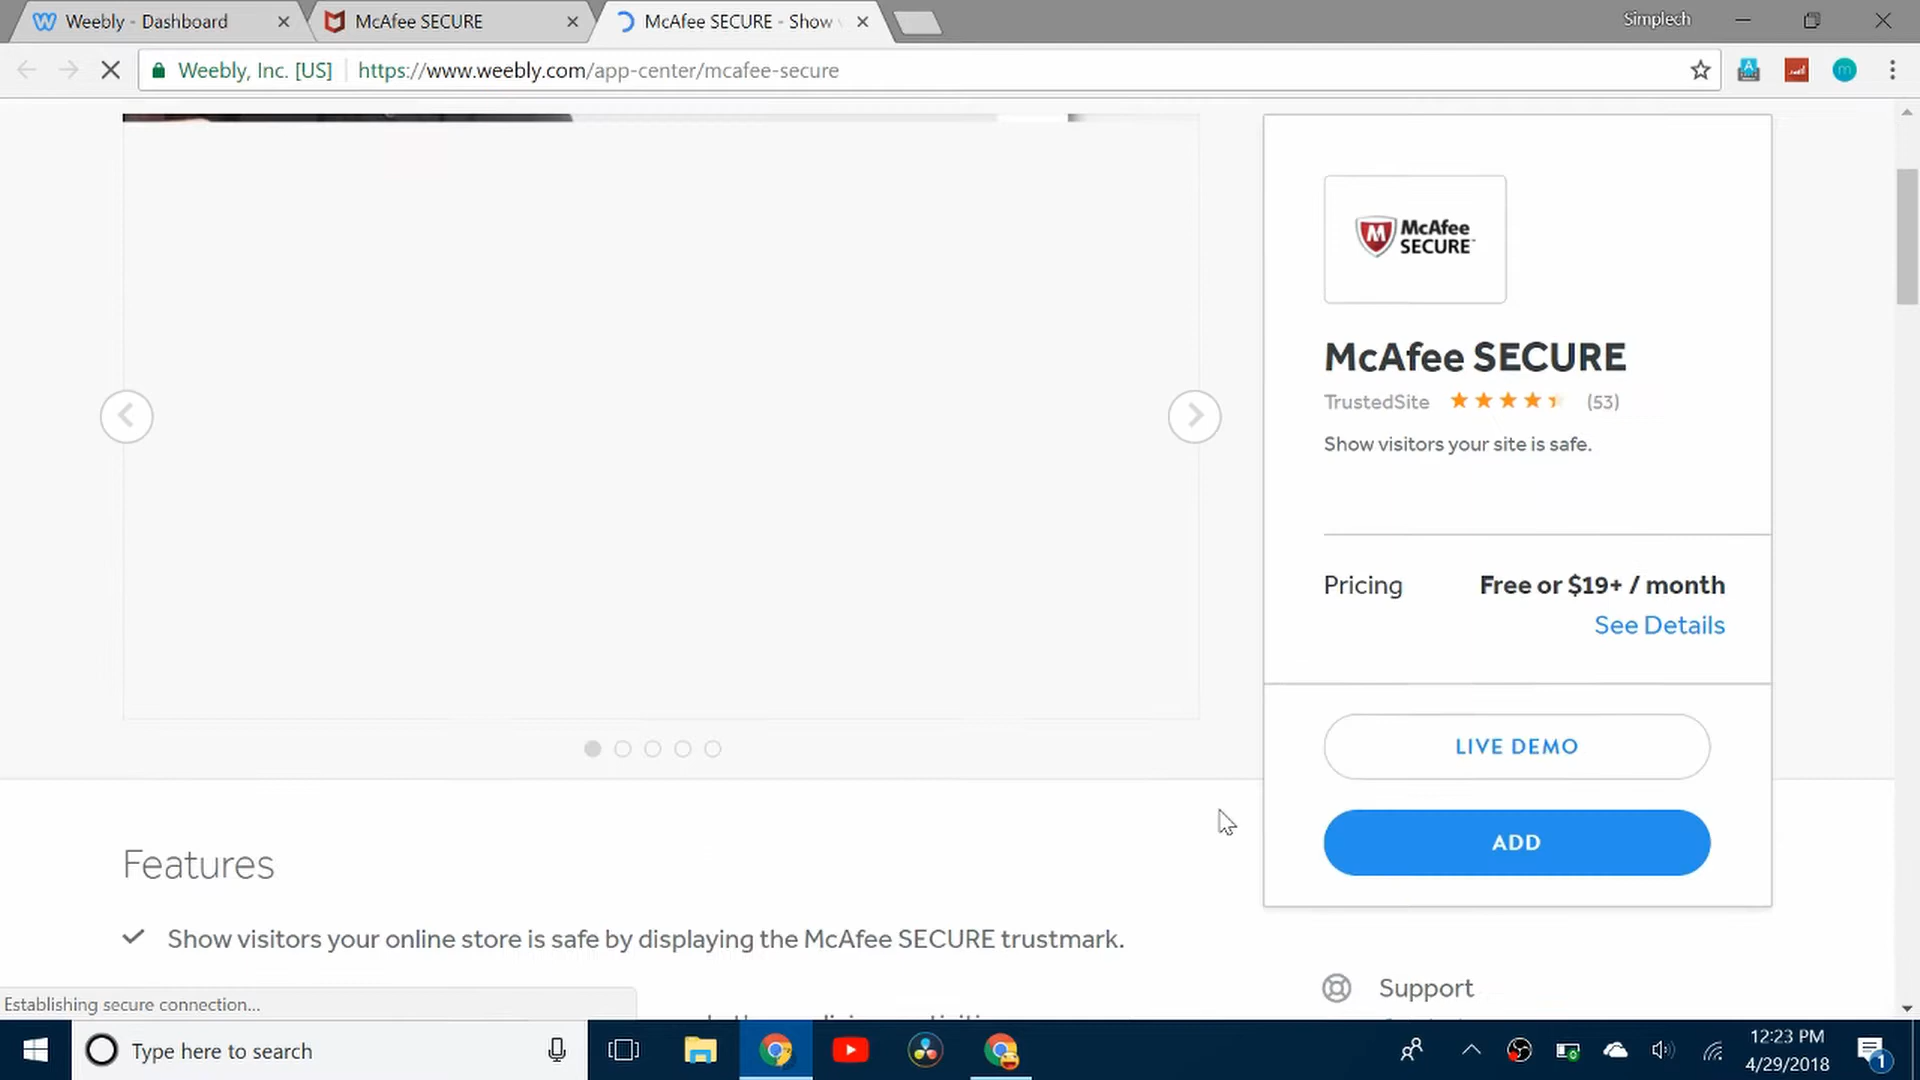 Weebly - Dashboard
McAfee SECURE
McAfee SECURE - Show
Simplech
Weebly, Inc. [US]
https://www.weebly.com/app-center/mcafee-secure
McAfee
SECURE
McAfee SECURE
TrustedSite
(53)
Show visitors your site is safe.
Pricing
Free or $19+ / month
See Details
LIVE DEMO
ADD
Features
Show visitors your online store is safe by displaying the McAfee SECURE trustmark.
Support
Establishing secure connection...
Type here to search
12:23 PM
4/29/2018
1